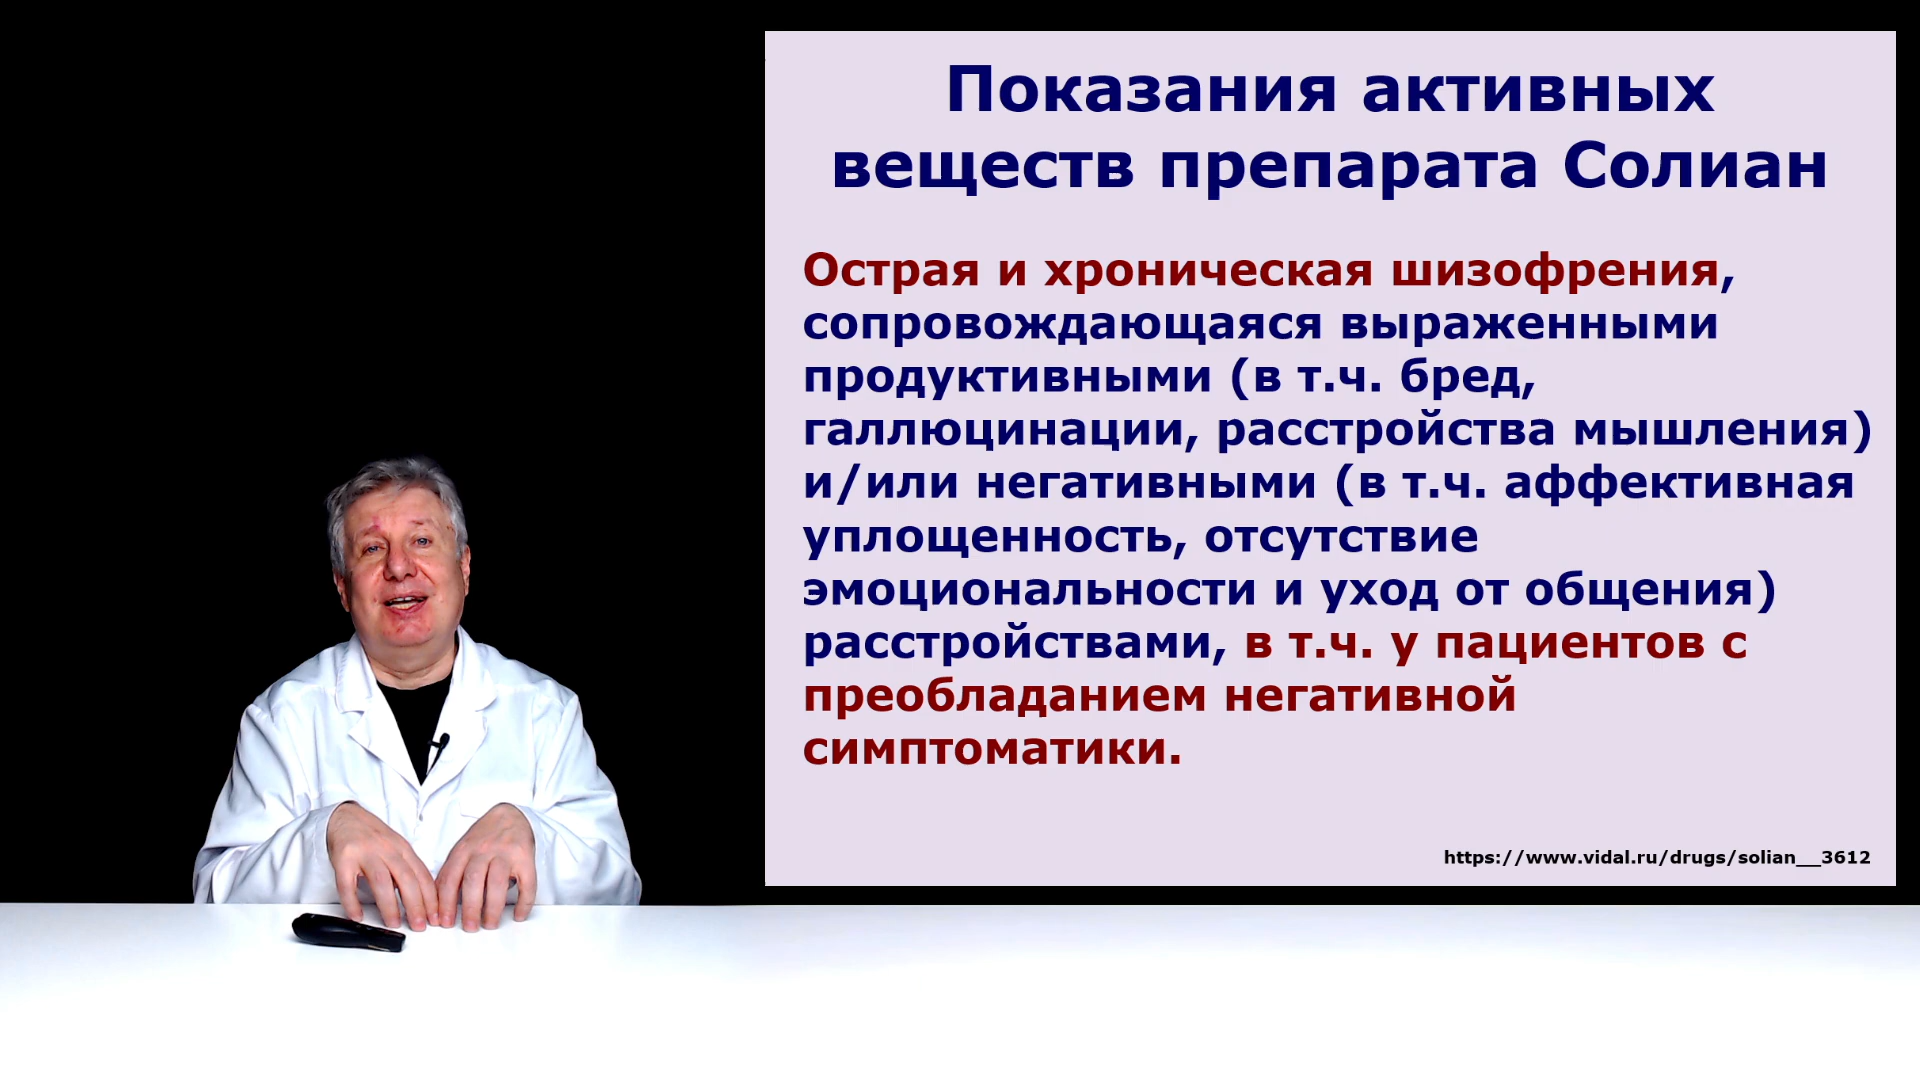 Показания активных
веществ препарата Солиан
Острая и хроническая шизофрения,
сопровождающаяся выраженными
продуктивными (в т.ч. бред,
галлюцинации, расстройства мышления)
и/или негативными (в т.ч. аффективная
уплощенность, отсутствие
эмоциональности и уход от общения)
расстройствами, в т.ч. у пациентов с
преобладанием негативной
симптоматики.
https://www.vidal.ru/drugs/solian__3612